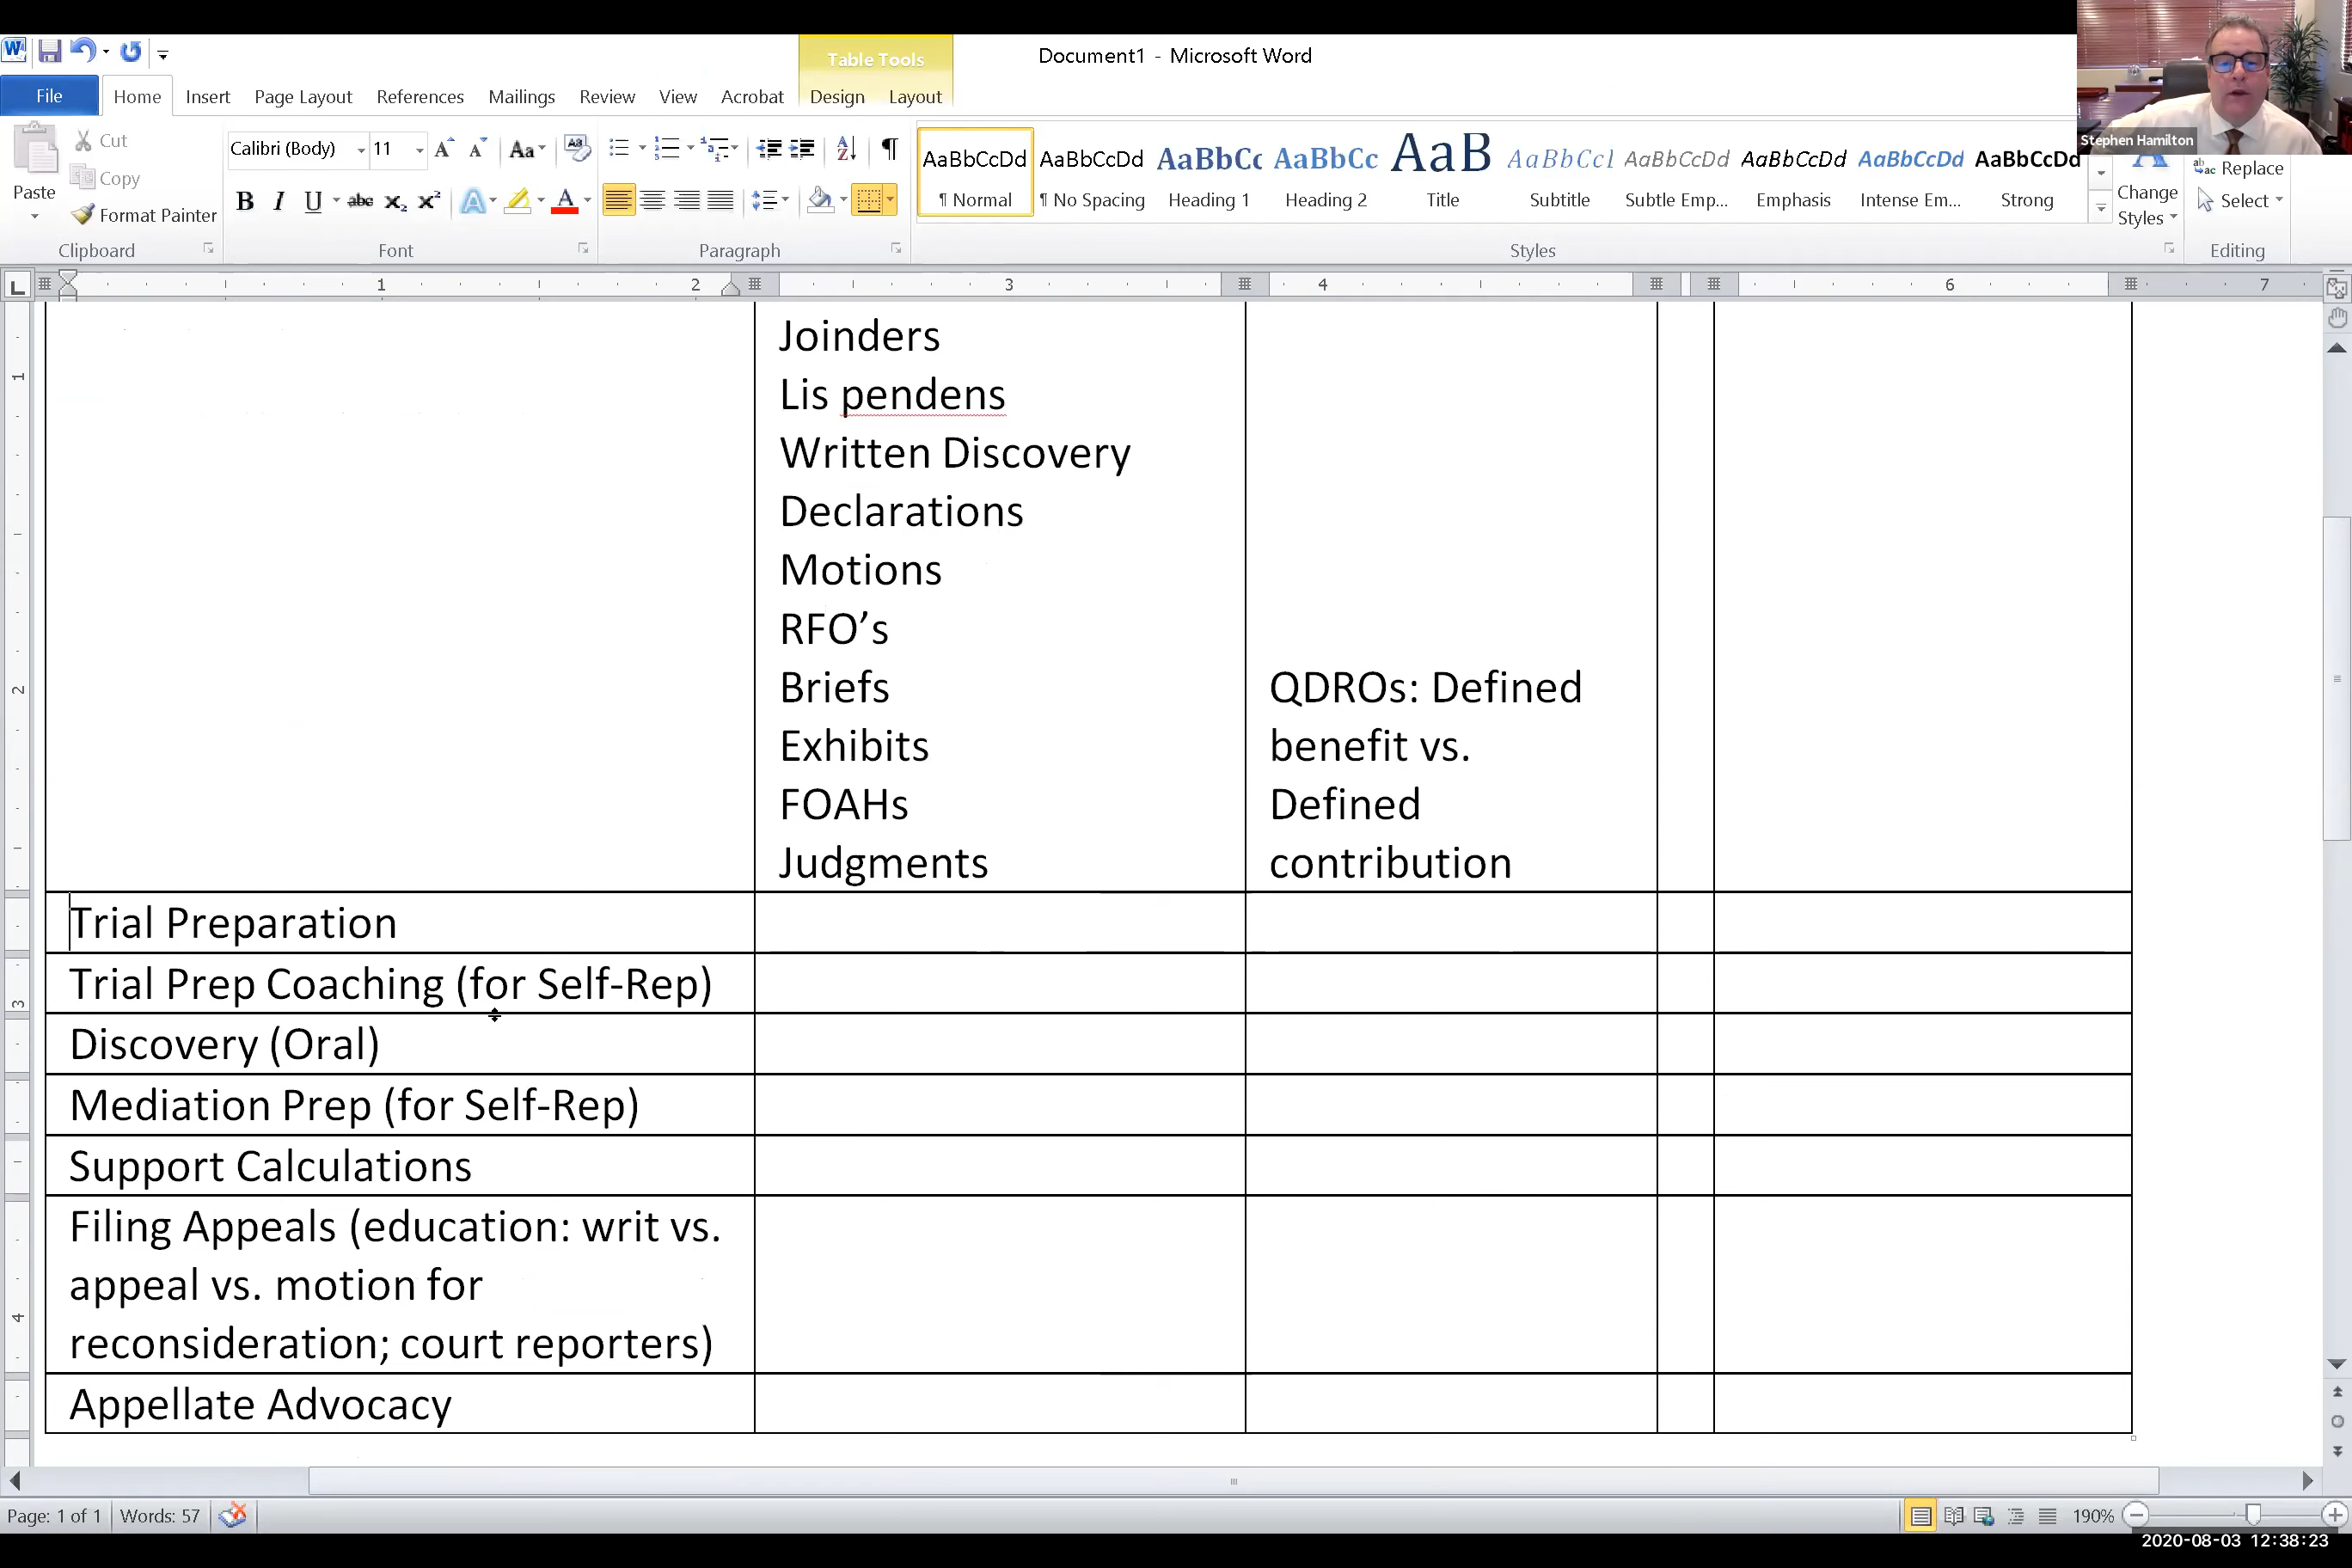 Document1 - Microsoft Word
Table Tools
File Home Insert Page Layout References Mailings Review View Acrobat Design Layout
Stephen Hamilton
Cut
Copy
Paste
Format Painter
Calibri (Body) 11
AaBbCcDd AaBbCcDd AaBbCc AaBbCc AaB AaBbCcl AaBbCcDd AaBbCcDd AaBbCcDd AaBbCcDd
¶ Normal ¶ No Spacing Heading 1 Heading 2 Title Subtitle Subtle Emp... Emphasis Intense Em... Strong
Change
Styles
Replace
Select
Clipboard Font Paragraph Styles Editing
1 2 3 4 6 7
Joinders
Lis pendens
Written Discovery
Declarations
Motions
RFO’s
Briefs
Exhibits
FOAHs
Judgments
QDROs: Defined
benefit vs.
Defined
contribution
Trial Preparation
Trial Prep Coaching (for Self-Rep)
Discovery (Oral)
Mediation Prep (for Self-Rep)
Support Calculations
Filing Appeals (education: writ vs.
appeal vs. motion for
reconsideration; court reporters)
Appellate Advocacy
Page: 1 of 1 Words: 57 190%
2020-08-03 12:38:23